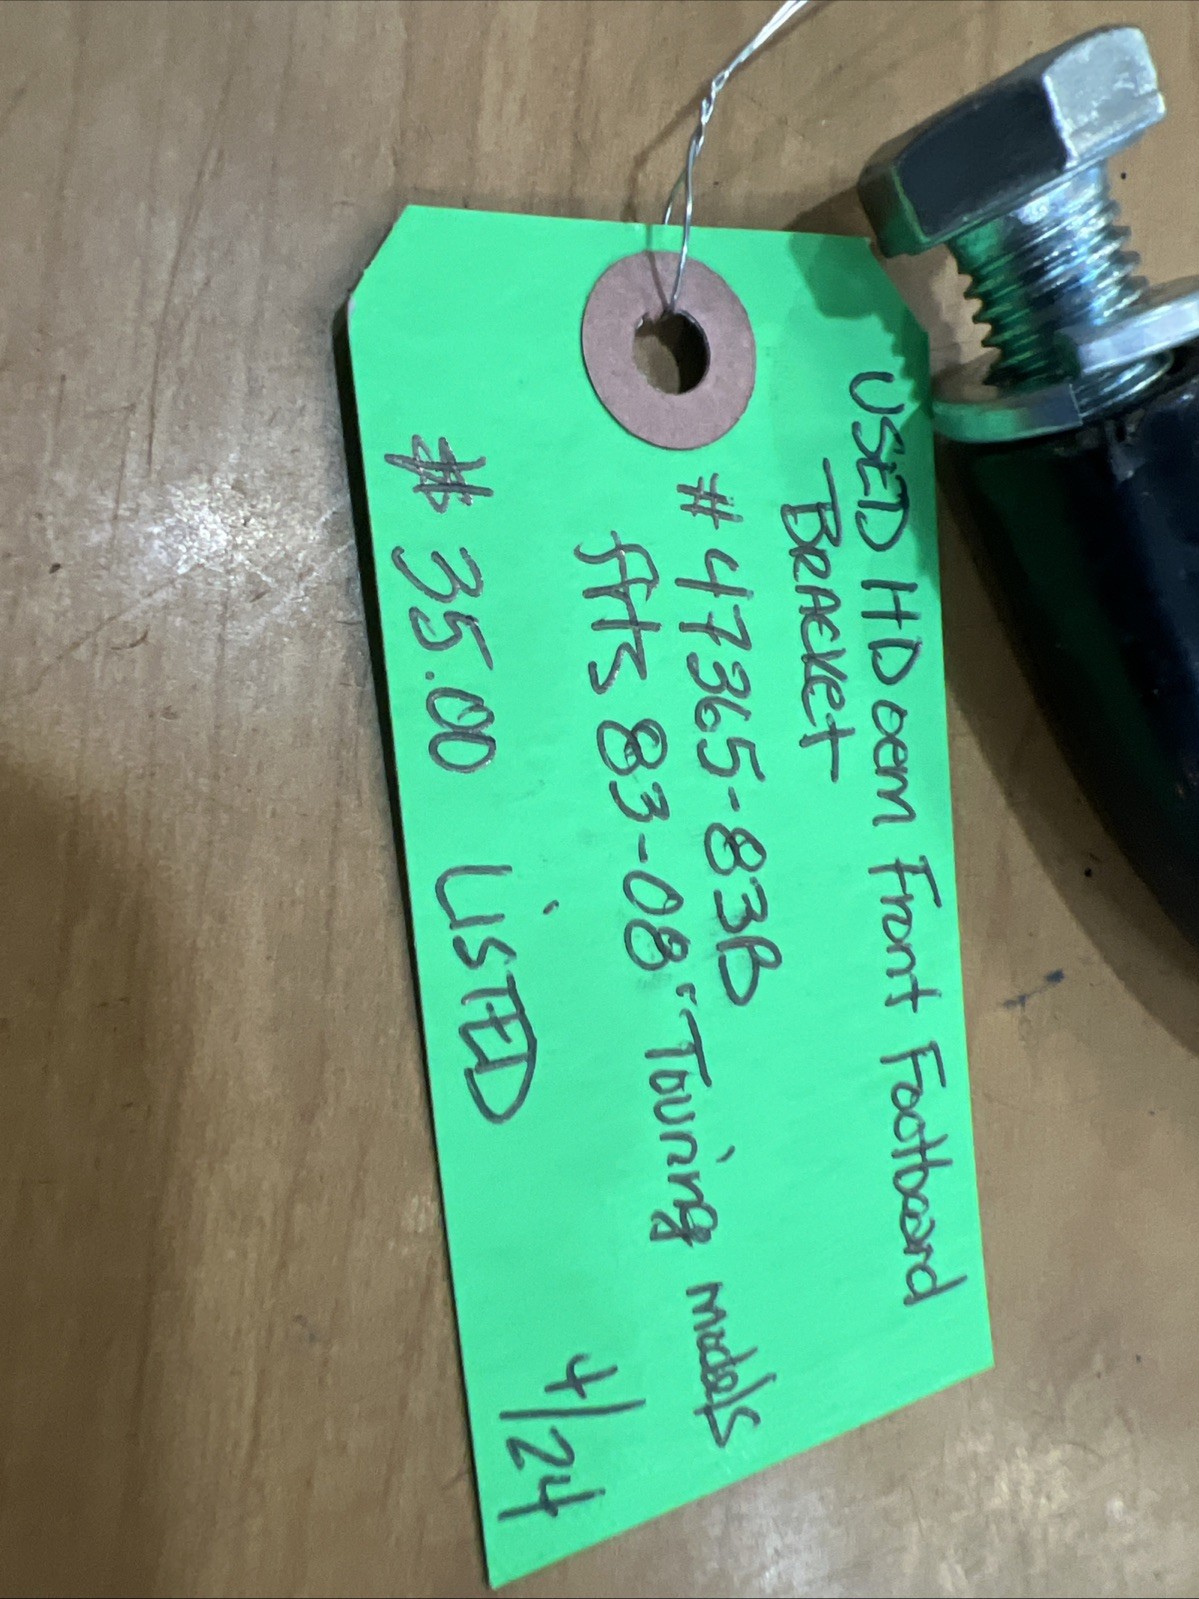 USED HD oem Front Footboard
BRACKET
# 47365-83B
fits 83-08 "Touring models
$ 35.00 LiSTED
4/24